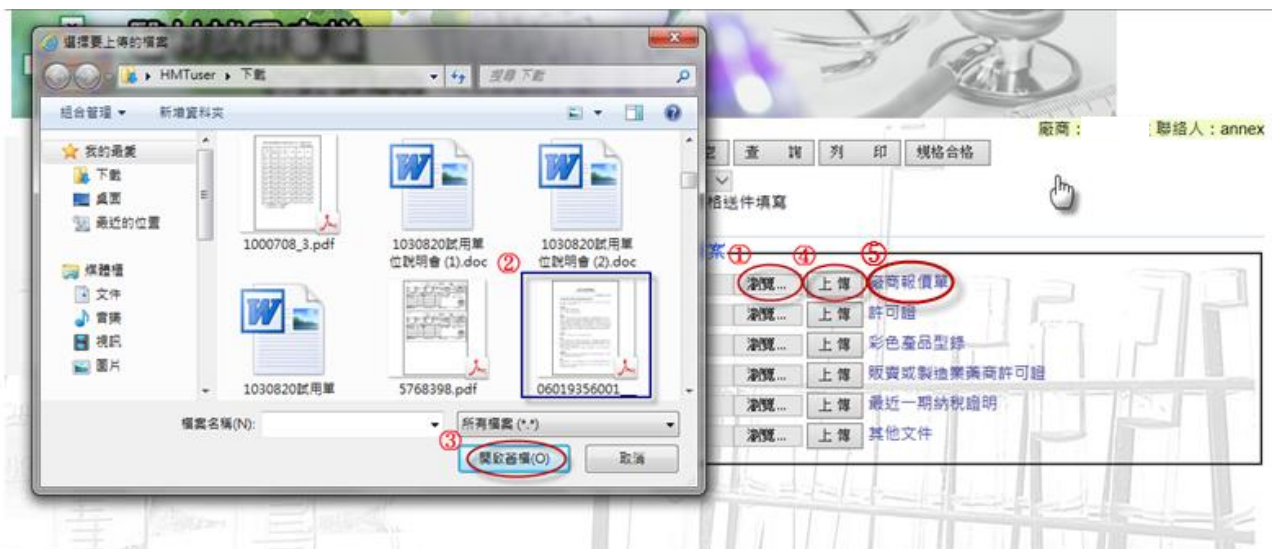 選擇要上傳的檔案
HMTuser ▸ 下載
搜尋 下載
組合管理
新增資料夾
我的最愛
下載
桌面
最近的位置
媒體櫃
文件
音樂
視訊
圖片
1000708_3.pdf
1030820試用單位說明會 (1).doc
②
1030820試用單位說明會 (2).doc
1030820試用單
5768398.pdf
06019356001__
檔案名稱(N):
所有檔案 (*.*)
③
開啟舊檔(O)
取消
廠商：
聯絡人：annex
查 詢
列 印
規格合格
格送件填寫
案 ① ④ ⑤
瀏覽... 上傳 廠商報價單
瀏覽... 上傳 許可證
瀏覽... 上傳 彩色產品型錄
瀏覽... 上傳 販賣或製造業藥商許可證
瀏覽... 上傳 最近一期納稅證明
瀏覽... 上傳 其他文件